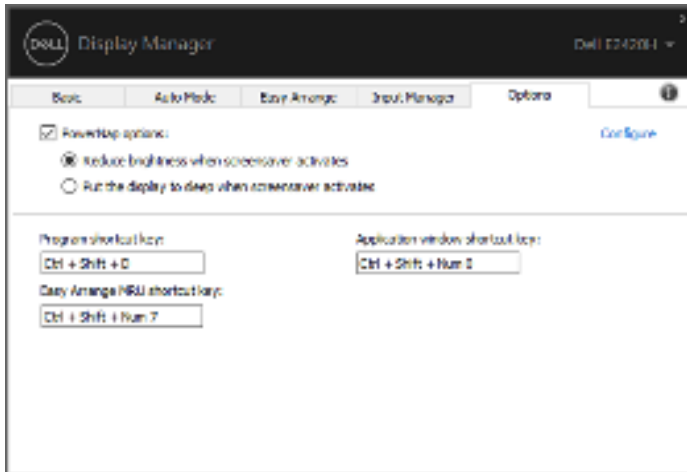 DELL Display Manager
Dell E2420H
Basic Auto Mode Easy Arrange Input Manager Options
PowerNap options: Configure
Reduce brightness when screensaver activates
Put the display to sleep when screensaver activates
Program shortcut key: Application window shortcut key:
Ctrl + Shift + Ctrl + Shift + Num
Easy Arrange MRU shortcut key:
Ctrl + Shift + Num 7